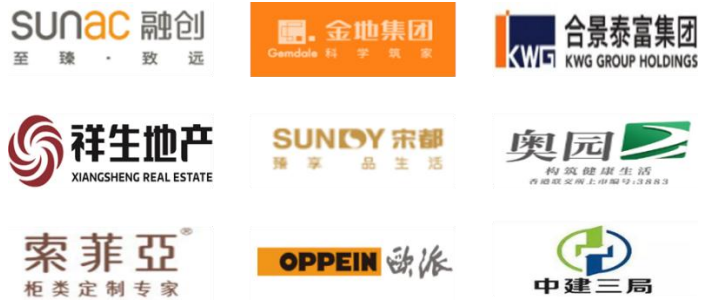 sunac 融创
至 臻 · 致 远
金地集团
Gemdale 科 学 筑 家
KWG 合景泰富集团
KWG GROUP HOLDINGS
祥生地产
XIANGSHENG REAL ESTATE
SUNDY 宋都
臻 享 品 生 活
奥园
构筑健康生活
香港联交所上市编号:3883
索菲亞®
柜类定制专家
OPPEIN 欧派
中建三局